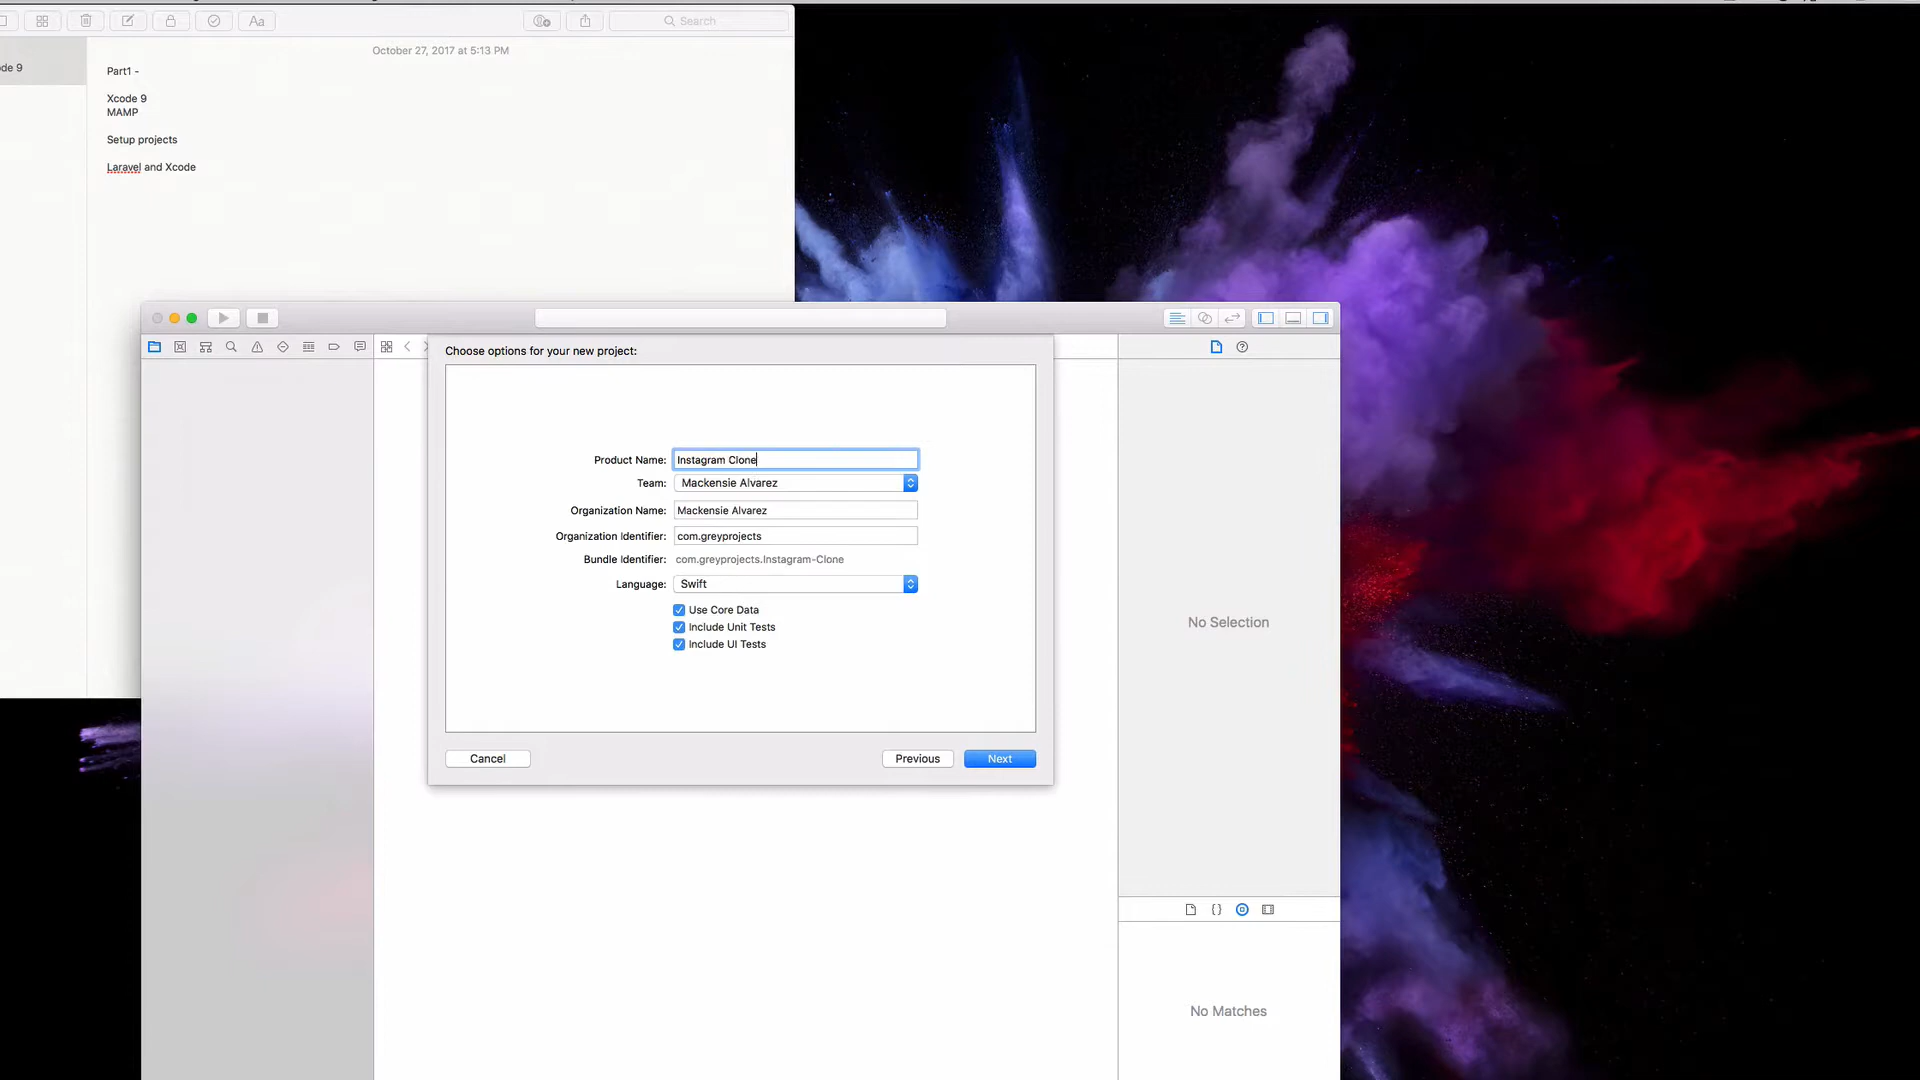 Aa
Search
October 27, 2017 at 5:13 PM
de 9
Part1 -
Xcode 9
MAMP
Setup projects
Laravel and Xcode
Choose options for your new project:
Product Name: Instagram Clone
Team: Mackensie Alvarez
Organization Name: Mackensie Alvarez
Organization Identifier: com.greyprojects
Bundle Identifier: com.greyprojects.Instagram-Clone
Language: Swift
Use Core Data
Include Unit Tests
Include UI Tests
Cancel
Previous
Next
No Selection
{}
No Matches